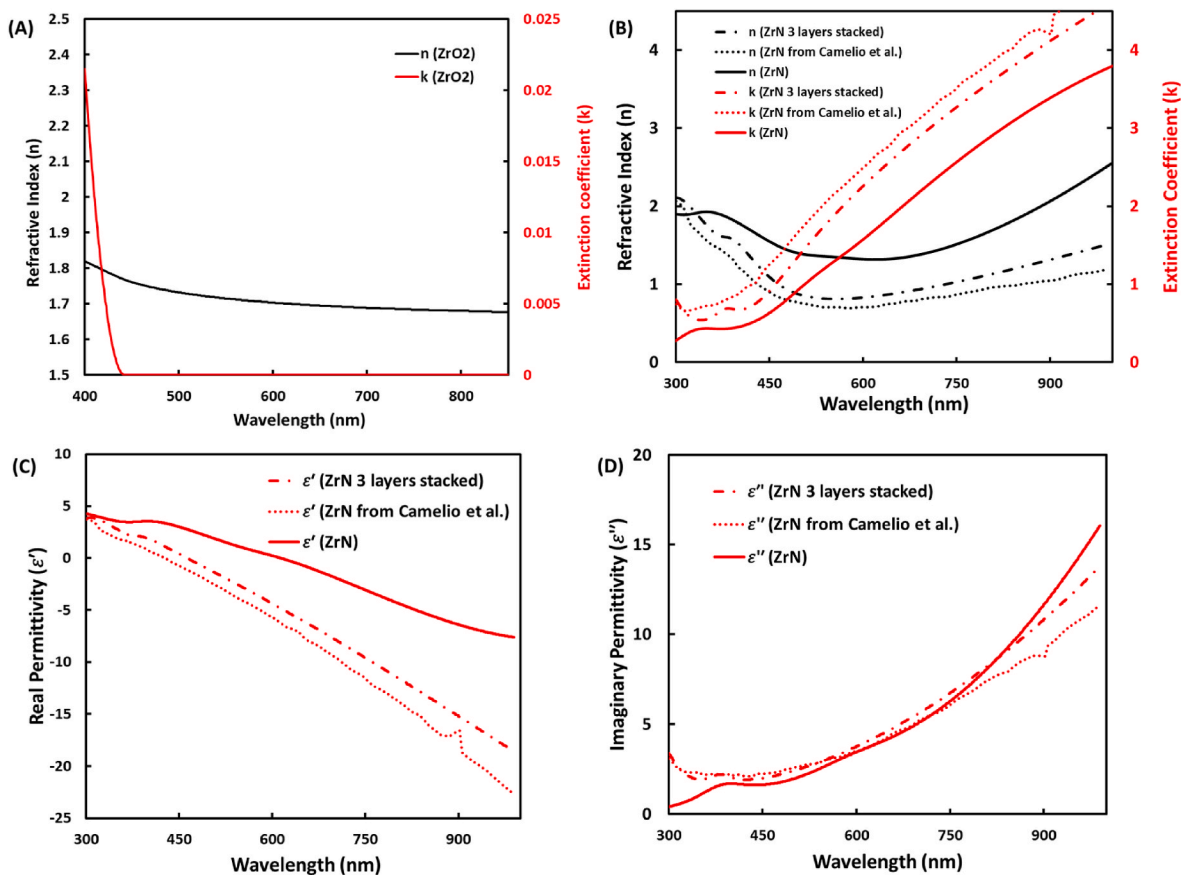 (A)
2.5
2.4
2.3
2.2
2.1
2
1.9
1.8
1.7
1.6
1.5
Refractive Index (n)
n (ZrO2)
k (ZrO2)
0.025
0.02
0.015
0.01
0.005
0
Extinction coefficient (k)
400 500 600 700 800
Wavelength (nm)
(B)
4
3
2
1
0
Refractive Index (n)
n (ZrN 3 layers stacked)
n (ZrN from Camelio et al.)
n (ZrN)
k (ZrN 3 layers stacked)
k (ZrN from Camelio et al.)
k (ZrN)
4
3
2
1
0
Extinction Coefficient (k)
300 450 600 750 900
Wavelength (nm)
(C)
10
5
0
-5
-10
-15
-20
-25
Real Permittivity (ε′)
ε′ (ZrN 3 layers stacked)
ε′ (ZrN from Camelio et al.)
ε′ (ZrN)
300 450 600 750 900
Wavelength (nm)
(D)
20
15
10
5
0
Imaginary Permittivity (ε′′)
ε′′ (ZrN 3 layers stacked)
ε′′ (ZrN from Camelio et al.)
ε′′ (ZrN)
300 450 600 750 900
Wavelength (nm)